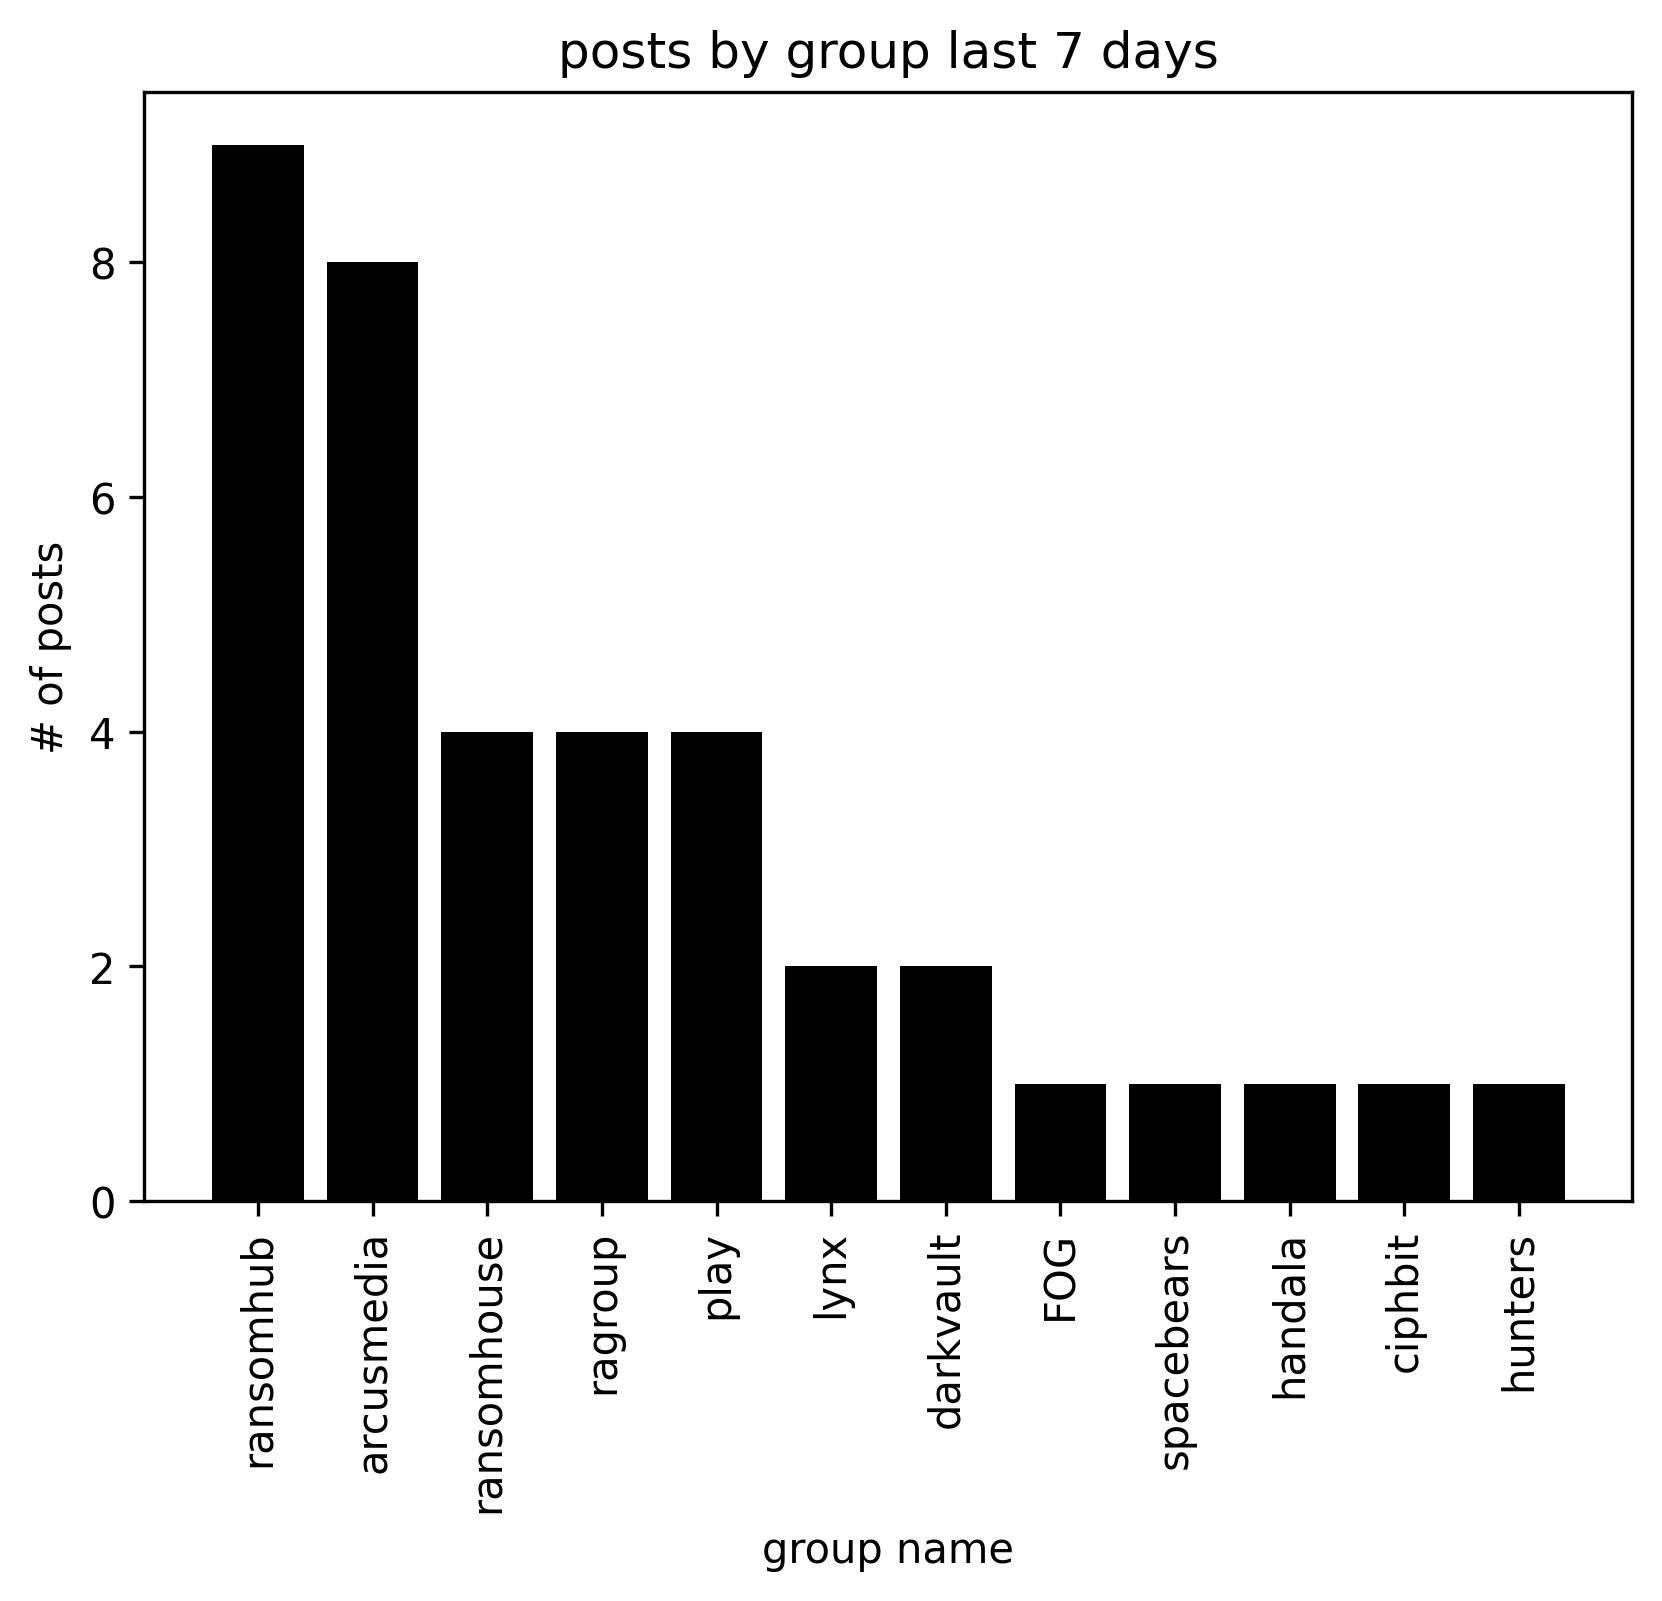 posts by group last 7 days
# of posts
8
6
4
2
0
ransomhub
arcusmedia
ransomhouse
ragroup
play
lynx
darkvault
FOG
spacebears
handala
ciphbit
hunters
group name